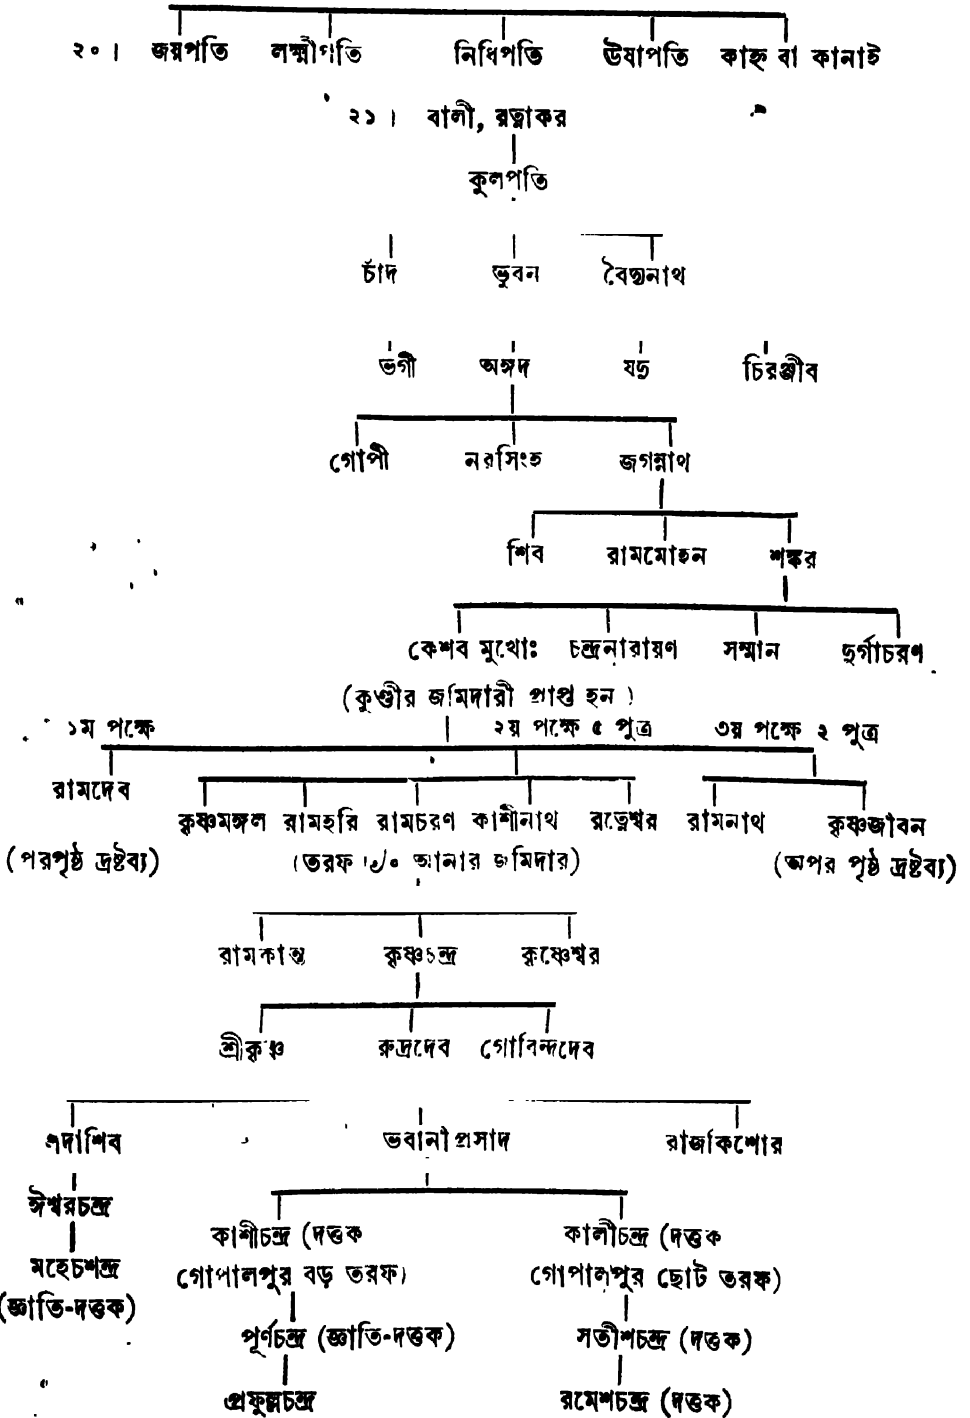 ২০। জয়পতি লক্ষ্মীপতি নিধিপতি ঊষাপতি কাহ্ন বা কানাই
২১। বালী, রত্নাকর
কুলপতি
চাঁদ ভুবন বৈদ্যনাথ
ভগী অঙ্গদ যদু চিরঞ্জীব
গোপী নরসিংহ জগন্নাথ
শিব রামমোহন শঙ্কর
কেশব মুখোঃ চন্দ্রনারায়ণ সম্মান দুর্গাচরণ
(কুণ্ডীর জমিদারী প্রাপ্ত হন)
১ম পক্ষে ২য় পক্ষে ৫ পুত্র ৩য় পক্ষে ২ পুত্র
রামদেব
কৃষ্ণমঙ্গল রামহরি রামচরণ কাশীনাথ রত্নেশ্বর রামনাথ কৃষ্ণজীবন
(পরপৃষ্ঠ দ্রষ্টব্য) (তরফ আনার জমিদার) (অপর পৃষ্ঠ দ্রষ্টব্য)
রামকান্ত কৃষ্ণচন্দ্র কৃষ্ণেশ্বর
শ্রীকৃষ্ণ রুদ্রদেব গোবিন্দদেব
সদাশিব ভবানীপ্রসাদ রাজকিশোর
ঈশ্বরচন্দ্র
কাশীচন্দ্র (দত্তক কালীচন্দ্র (দত্তক
মহেচশন্দ্র গোপালপুর বড় তরফ) গোপালপুর ছোট তরফ)
(জ্ঞাতি-দত্তক)
পূর্ণচন্দ্র (জ্ঞাতি-দত্তক) সতীশচন্দ্র (দত্তক)
প্রফুল্লচন্দ্র রমেশচন্দ্র (দত্তক)